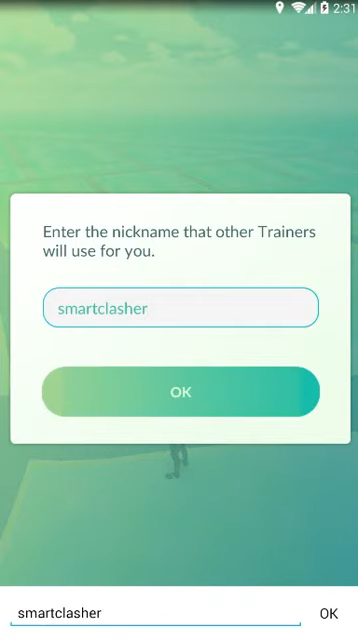 2:31
Enter the nickname that other Trainers
will use for you.
smartclasher
OK
smartclasher OK